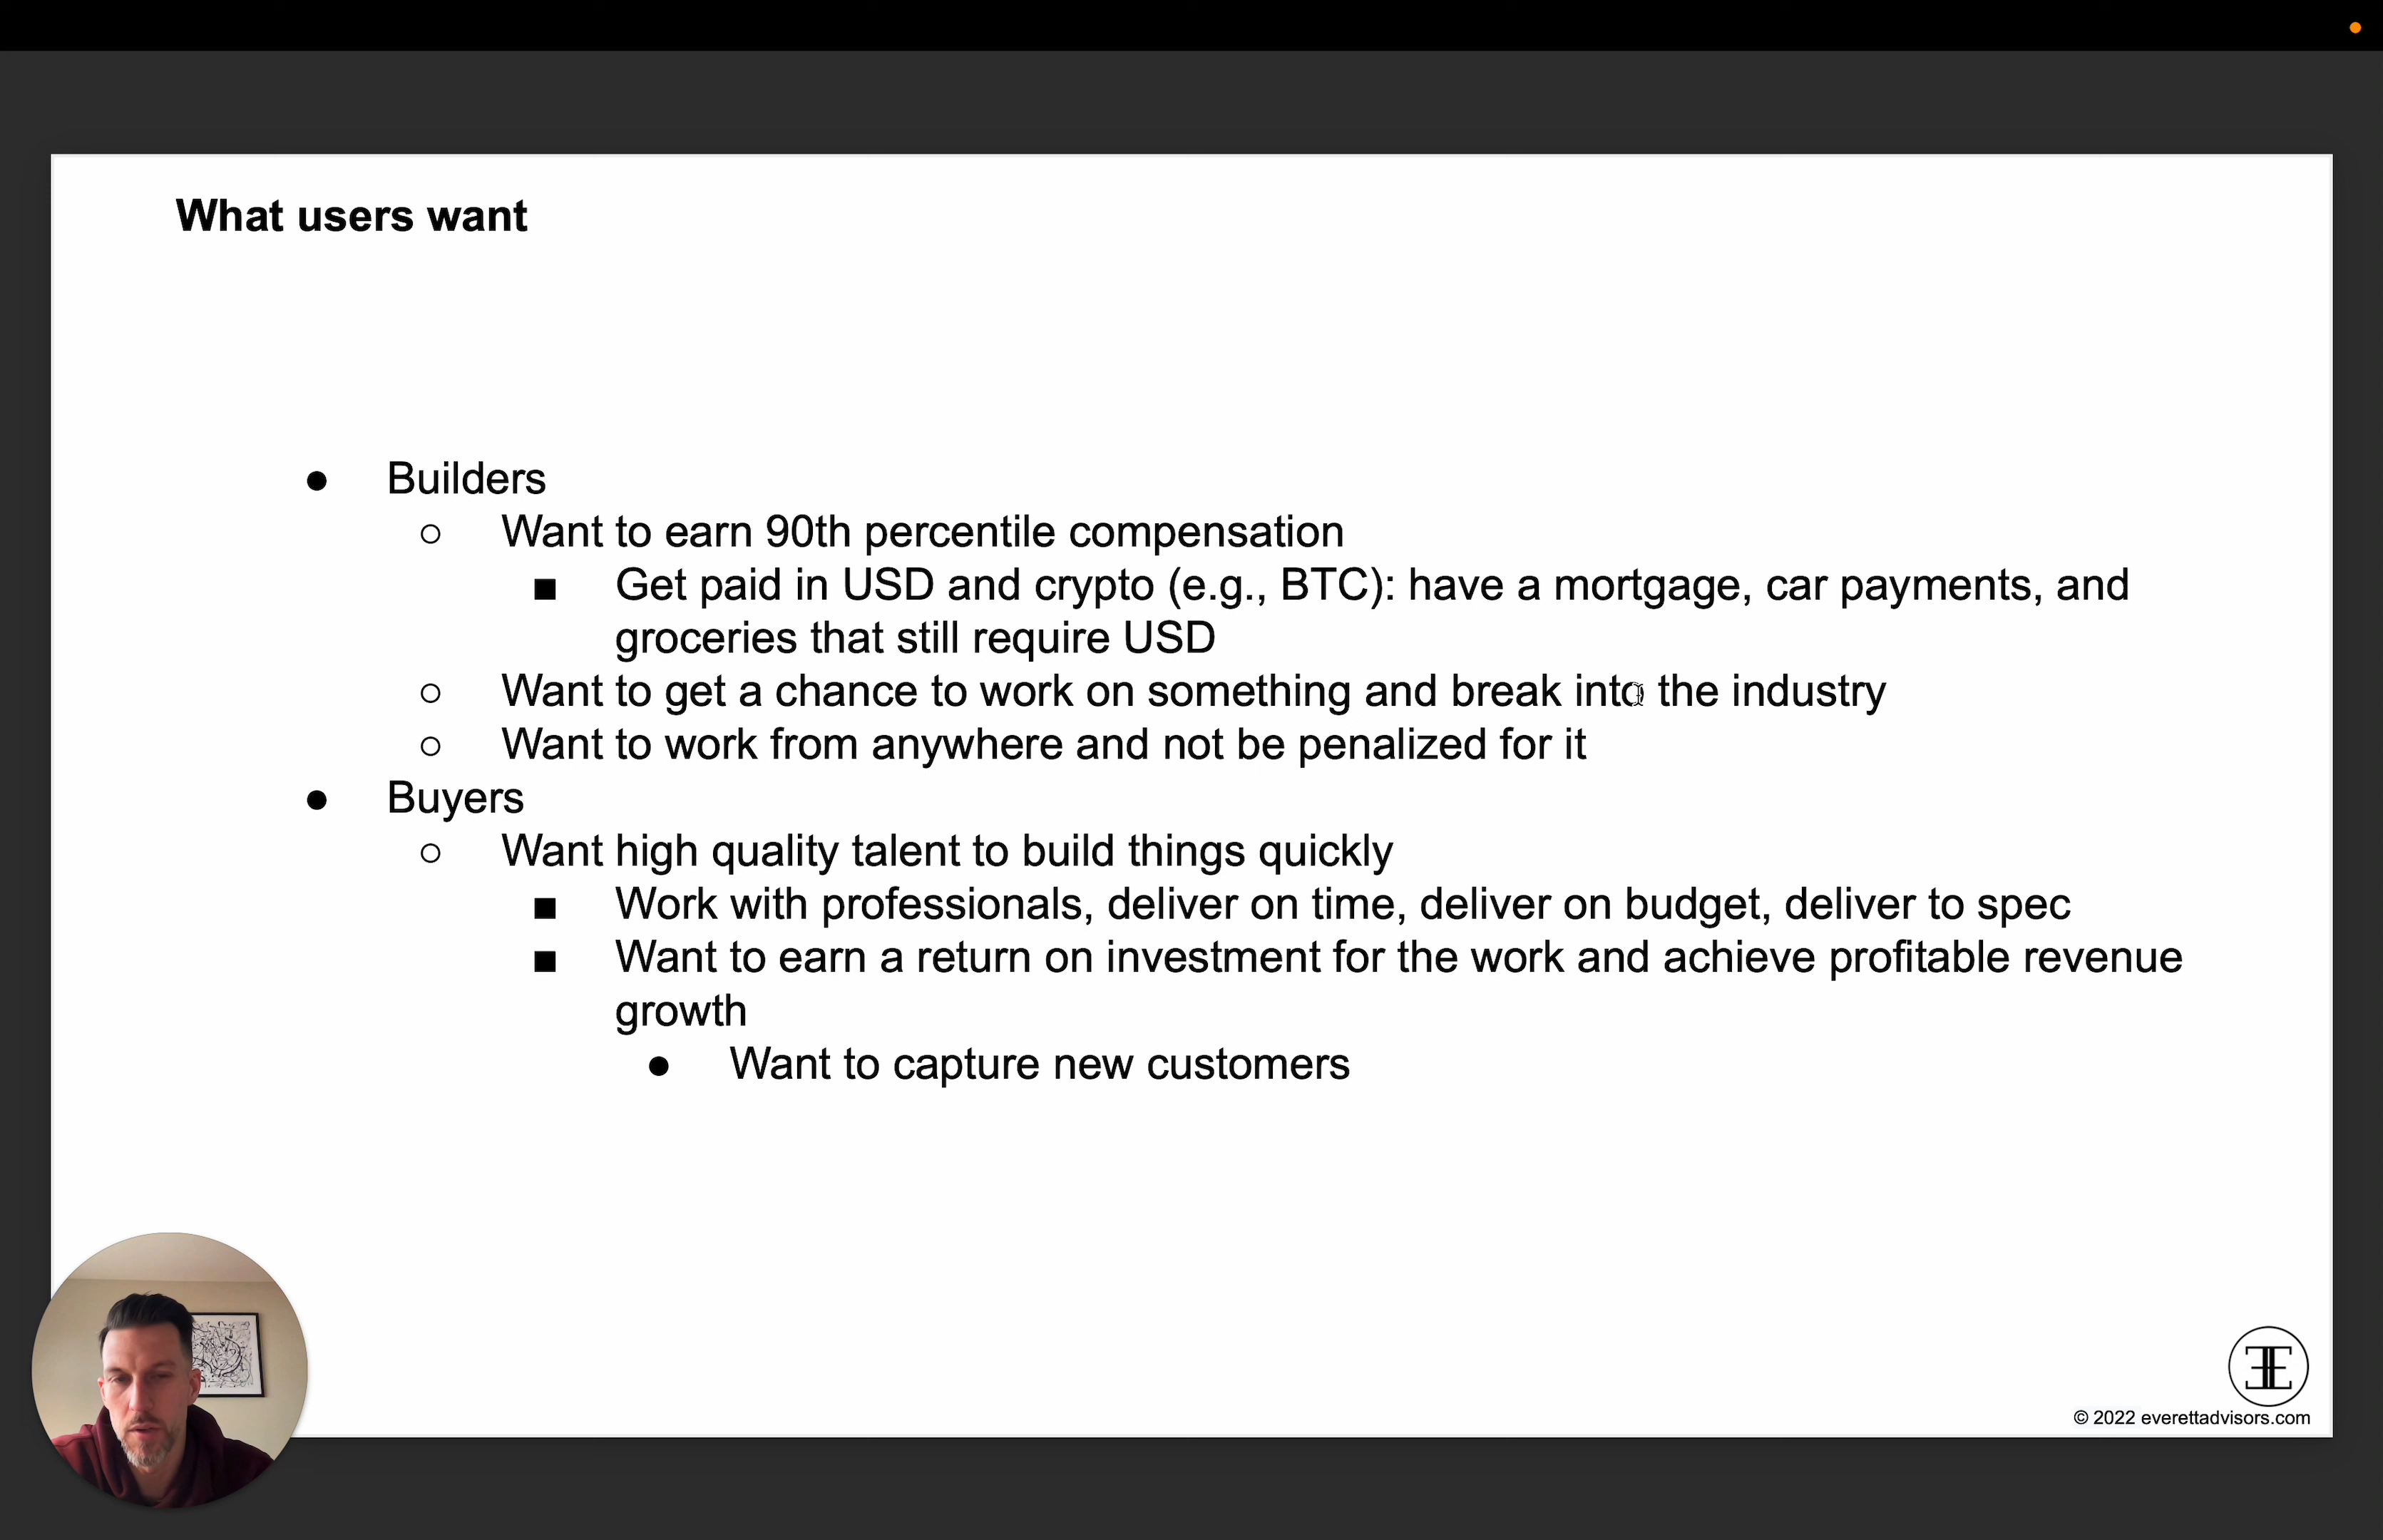 What users want
● Builders
○ Want to earn 90th percentile compensation
■ Get paid in USD and crypto (e.g., BTC): have a mortgage, car payments, and
groceries that still require USD
○ Want to get a chance to work on something and break into the industry
○ Want to work from anywhere and not be penalized for it
● Buyers
○ Want high quality talent to build things quickly
■ Work with professionals, deliver on time, deliver on budget, deliver to spec
■ Want to earn a return on investment for the work and achieve profitable revenue
growth
● Want to capture new customers
© 2022 everettadvisors.com